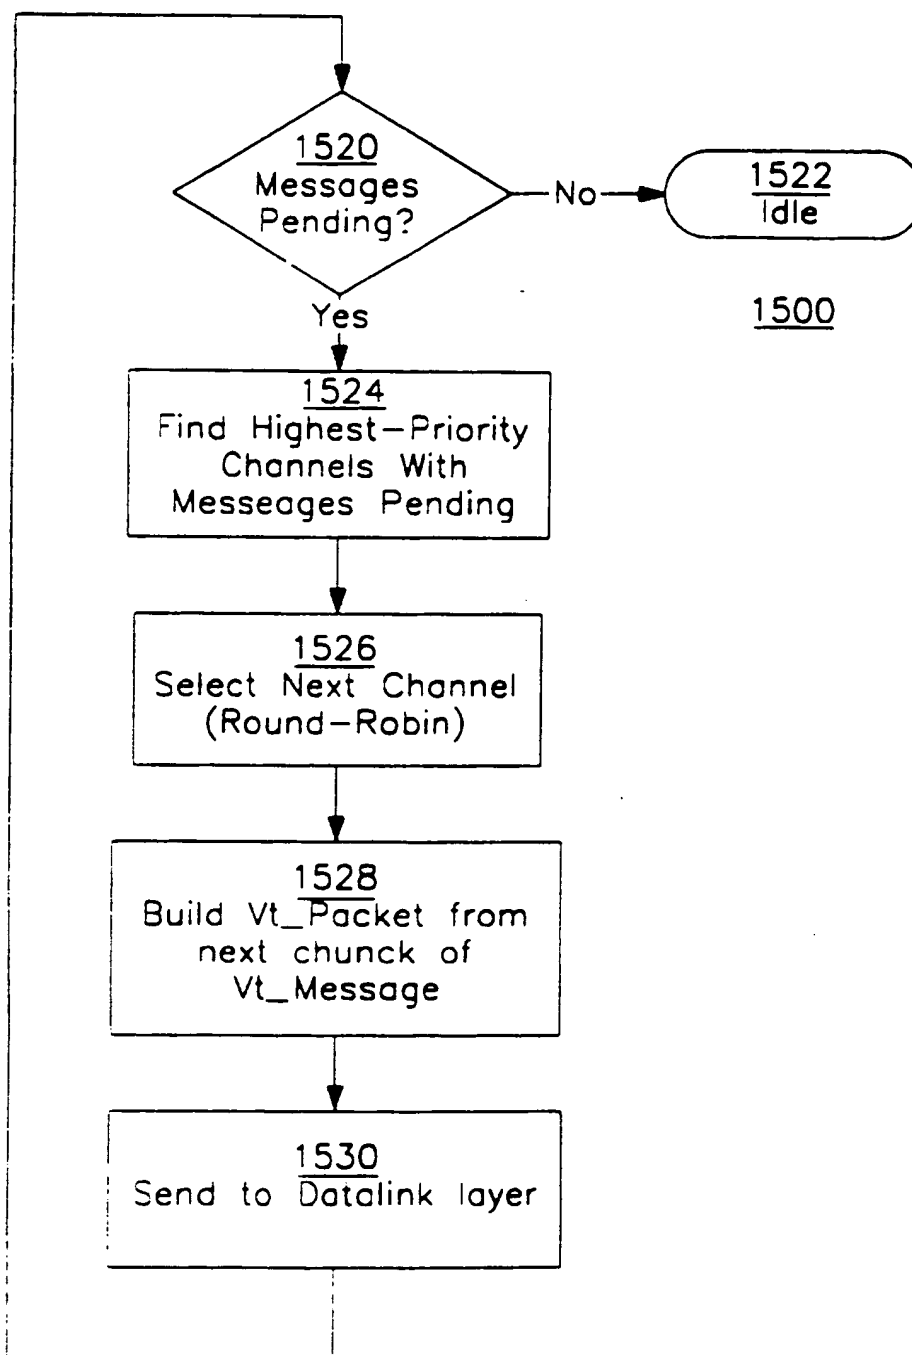 1520
Messages
Pending?
No
1522
Idle
1500
Yes
1524
Find Highest-Priority
Channels With
Messeages Pending
1526
Select Next Channel
(Round-Robin)
1528
Build Vt_Packet from
next chunck of
Vt_Message
1530
Send to Datalink layer